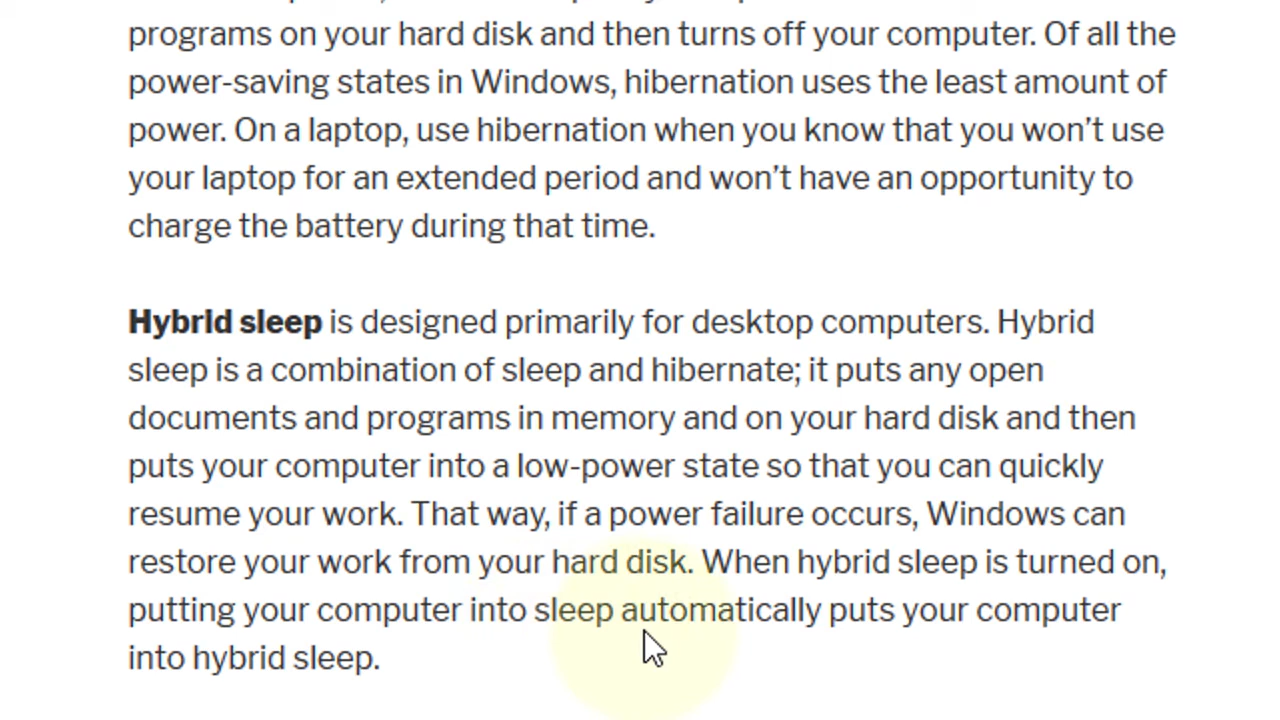 programs on your hard disk and then turns off your computer. Of all the
power-saving states in Windows, hibernation uses the least amount of
power. On a laptop, use hibernation when you know that you won’t use
your laptop for an extended period and won’t have an opportunity to
charge the battery during that time.
Hybrid sleep is designed primarily for desktop computers. Hybrid
sleep is a combination of sleep and hibernate; it puts any open
documents and programs in memory and on your hard disk and then
puts your computer into a low-power state so that you can quickly
resume your work. That way, if a power failure occurs, Windows can
restore your work from your hard disk. When hybrid sleep is turned on,
putting your computer into sleep automatically puts your computer
into hybrid sleep.